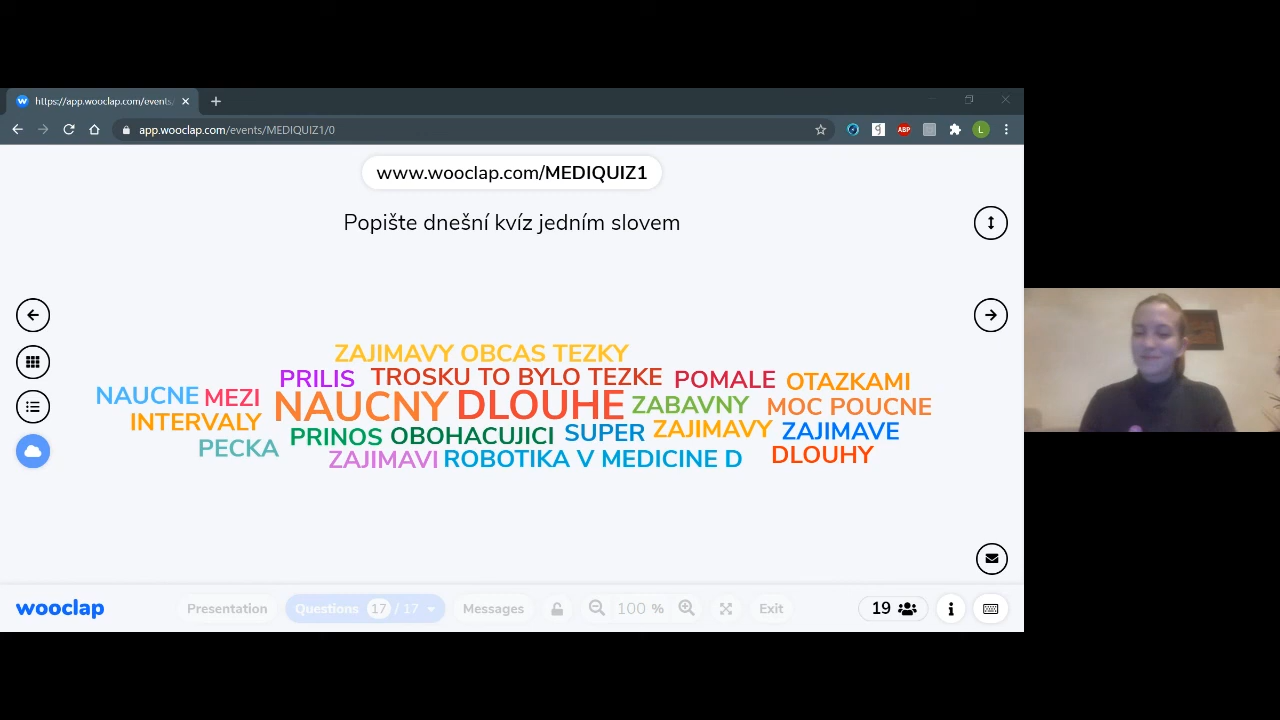 https://app.wooclap.com/events/
app.wooclap.com/events/MEDIQUIZ1/0
ABP
L
www.wooclap.com/MEDIQUIZ1
Popište dnešní kvíz jedním slovem
ZAJIMAVY OBCAS TEZKY
PRILIS TROSKU TO BYLO TEZKE POMALE OTAZKAMI
NAUCNE MEZI NAUCNY DLOUHE ZABAVNY MOC POUCNE
INTERVALY PRINOS OBOHACUJICI SUPER ZAJIMAVY ZAJIMAVE
PECKA ZAJIMAVI ROBOTIKA V MEDICINE D DLOUHY
wooclap Presentation Questions 17 / 17 Messages 100 % Exit 19